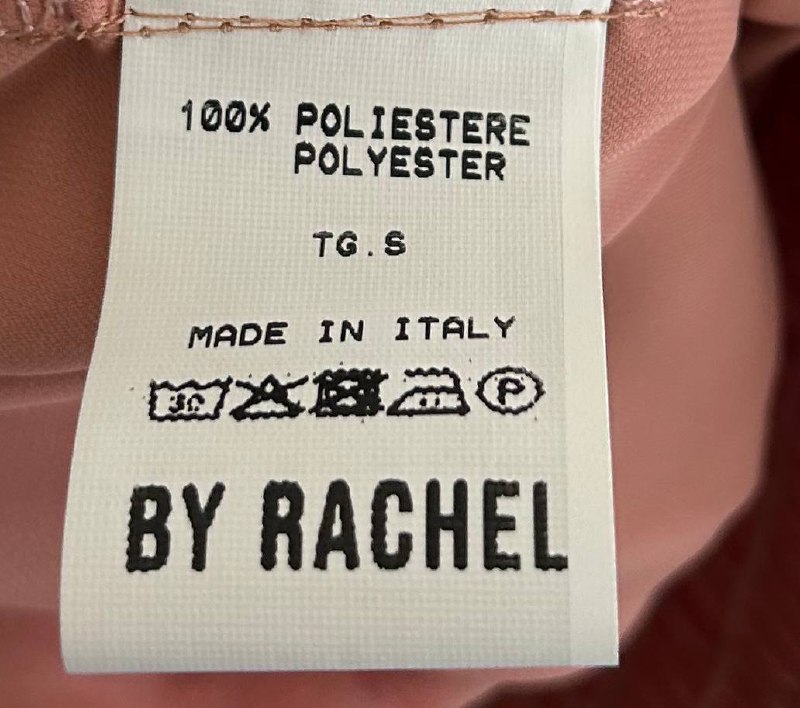 100% POLIESTERE
POLYESTER
TG.S
MADE IN ITALY
30 P
BY RACHEL